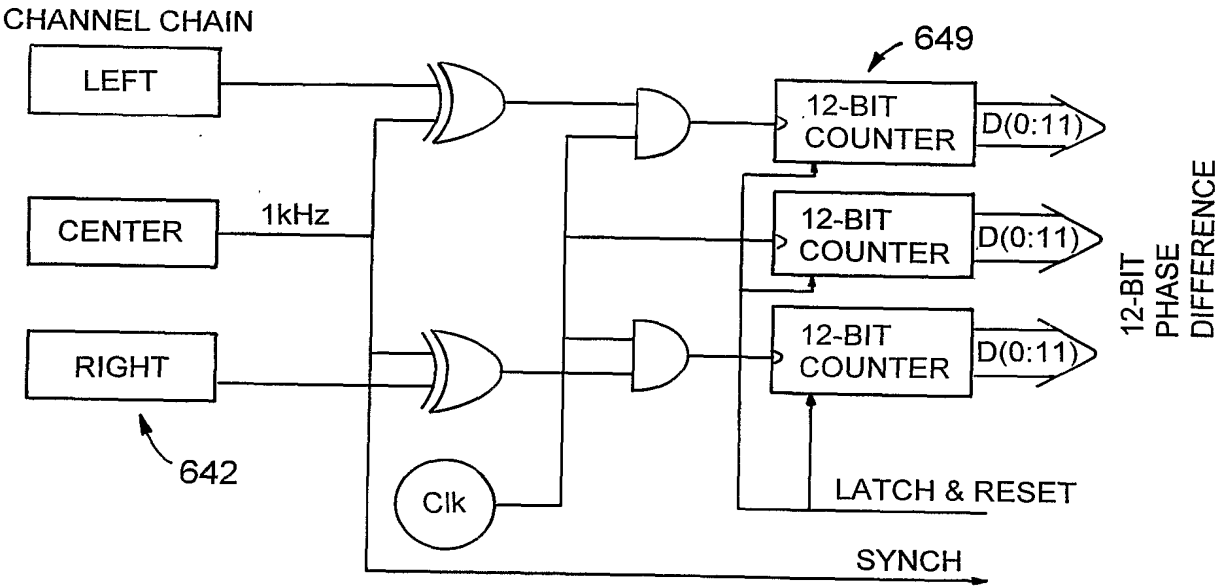 CHANNEL CHAIN
LEFT
CENTER
RIGHT
642
1kHz
Clk
649
12-BIT
COUNTER
D(0:11)
12-BIT
COUNTER
D(0:11)
12-BIT
COUNTER
D(0:11)
12-BIT
PHASE
DIFFERENCE
LATCH & RESET
SYNCH